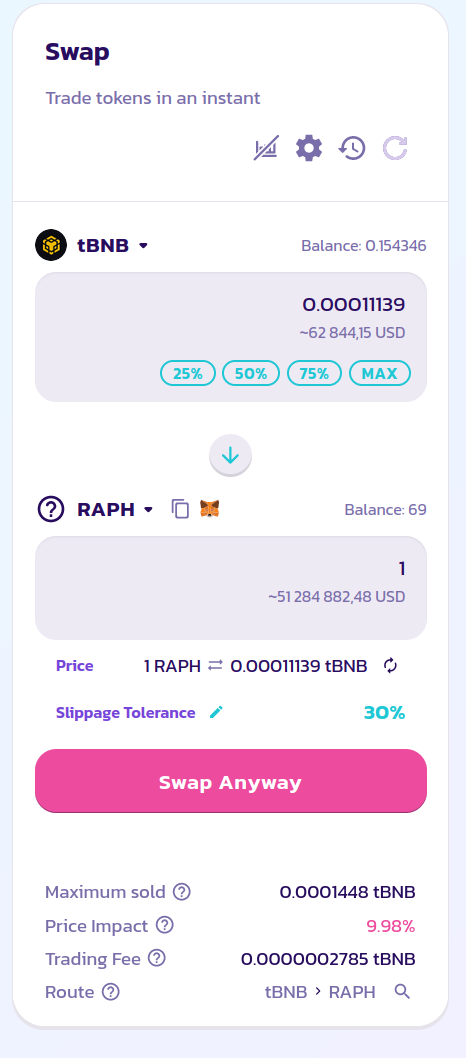 Swap
Trade tokens in an instant
tBNB Balance: 0.154346
0.00011139
~62 844,15 USD
25% 50% 75% MAX
RAPH Balance: 69
1
~51 284 882,48 USD
Price 1 RAPH ⇄ 0.00011139 tBNB
Slippage Tolerance 30%
Swap Anyway
Maximum sold 0.0001448 tBNB
Price Impact 9.98%
Trading Fee 0.0000002785 tBNB
Route tBNB > RAPH